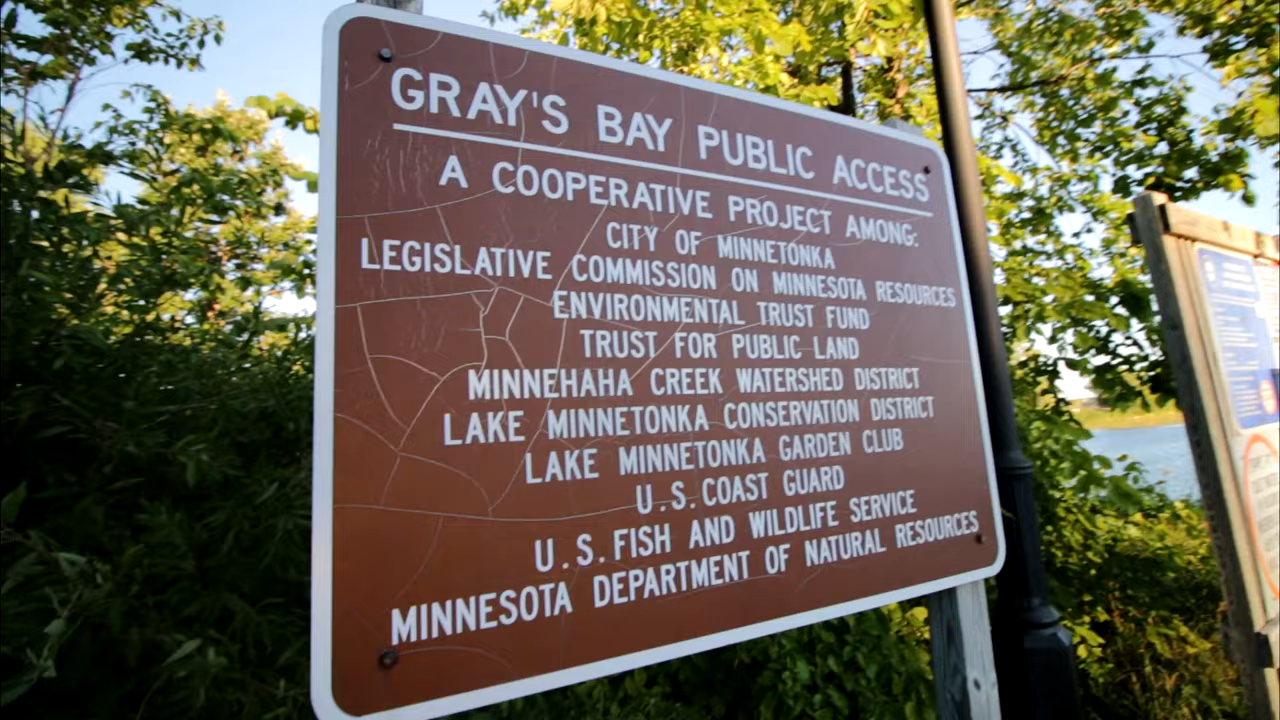 GRAY'S BAY PUBLIC ACCESS
A COOPERATIVE PROJECT AMONG:
CITY OF MINNETONKA
LEGISLATIVE COMMISSION ON MINNESOTA RESOURCES
ENVIRONMENTAL TRUST FUND
TRUST FOR PUBLIC LAND
MINNEHAHA CREEK WATERSHED DISTRICT
LAKE MINNETONKA CONSERVATION DISTRICT
LAKE MINNETONKA GARDEN CLUB
U.S. COAST GUARD
U.S. FISH AND WILDLIFE SERVICE
MINNESOTA DEPARTMENT OF NATURAL RESOURCES